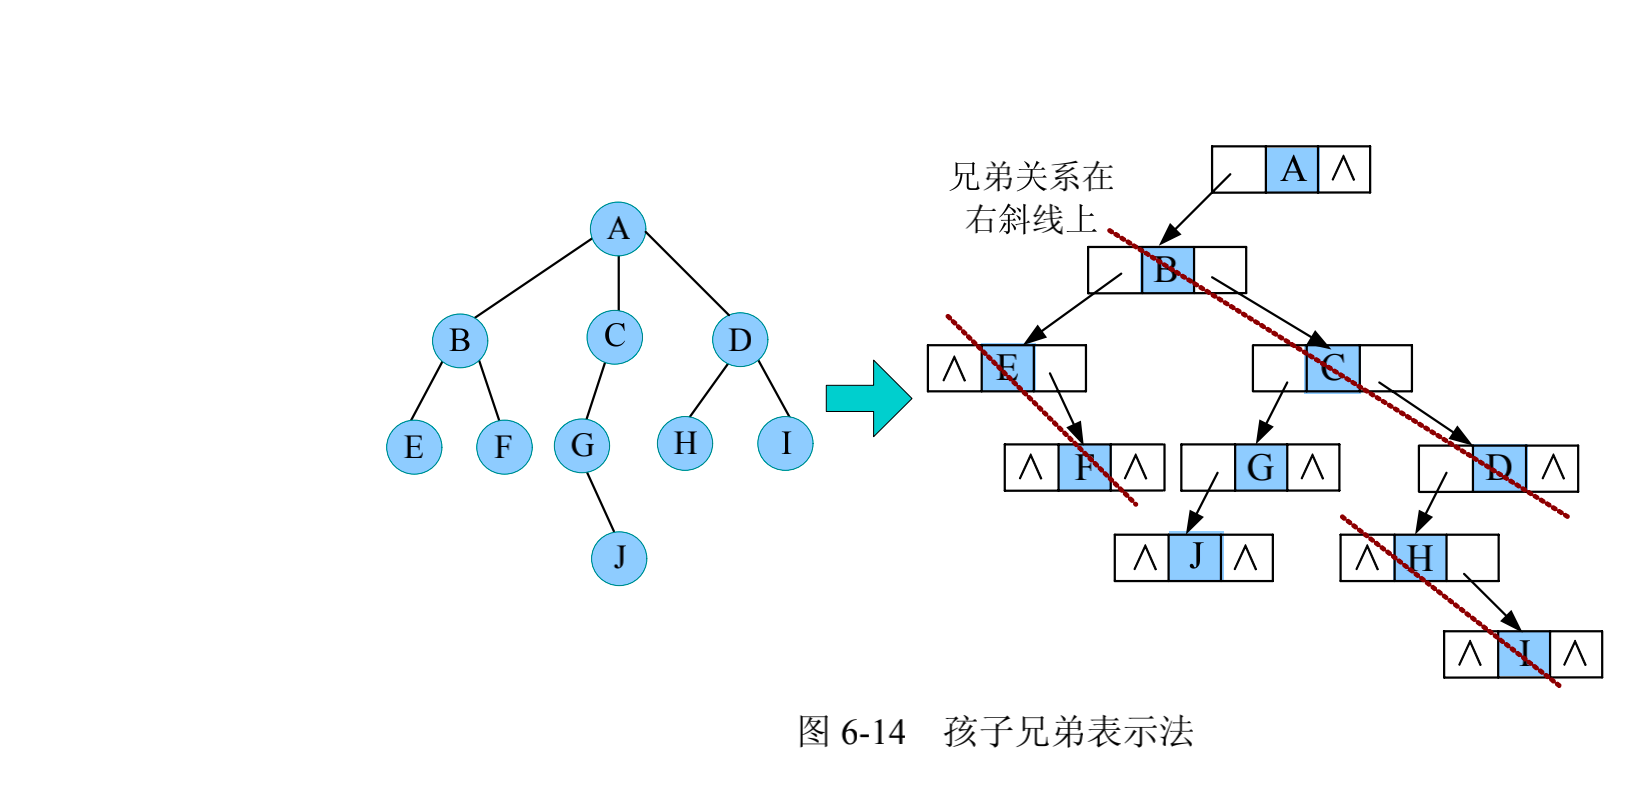 兄弟关系在
右斜线上
A
B C D
E F G H I
J
∧ A ∧
B
∧ E C
∧ F ∧ G ∧ D ∧
∧ J ∧ ∧ H
∧ I ∧
图 6-14 孩子兄弟表示法